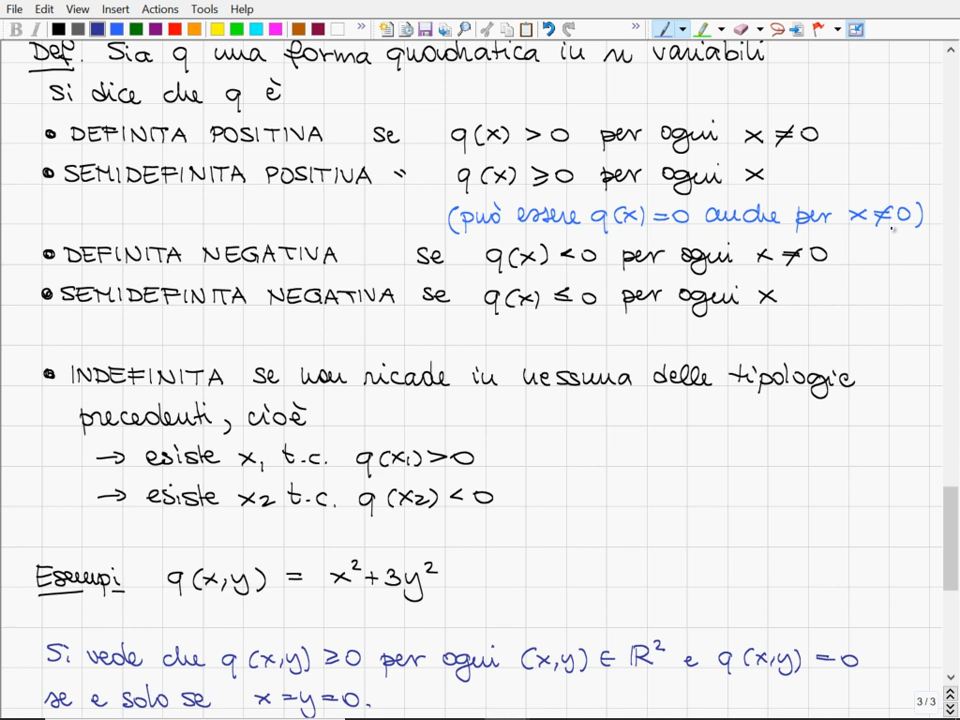 File Edit View Insert Actions Tools Help
B I
Def. Sia q una forma quadratica in n variabili
Si dice che q è
• DEFINITA POSITIVA se q(x) > 0 per ogni x ≠ 0
• SEMIDEFINITA POSITIVA " q(x) ≥ 0 per ogni x
(può essere q(x) = 0 anche per x ≠ 0)
• DEFINITA NEGATIVA se q(x) < 0 per ogni x ≠ 0
• SEMIDEFINITA NEGATIVA se q(x) ≤ 0 per ogni x
• INDEFINITA se non ricade in nessuna delle tipologie
precedenti, cioè
→ esiste x₁ t.c. q(x₁) > 0
→ esiste x₂ t.c. q(x₂) < 0
Esempi q(x,y) = x² + 3y²
Si vede che q(x,y) ≥ 0 per ogni (x,y) ∈ ℝ² e q(x,y) = 0
se e solo se x = y = 0.
3/3